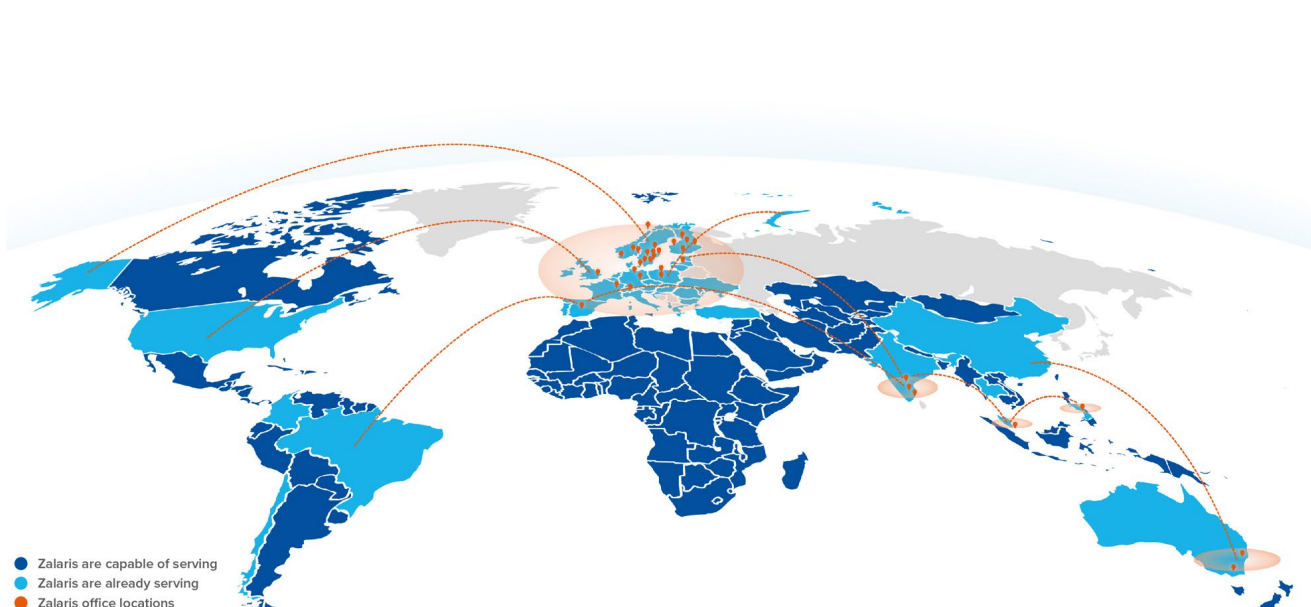 Zalaris are capable of serving
Zalaris are already serving
Zalaris office locations